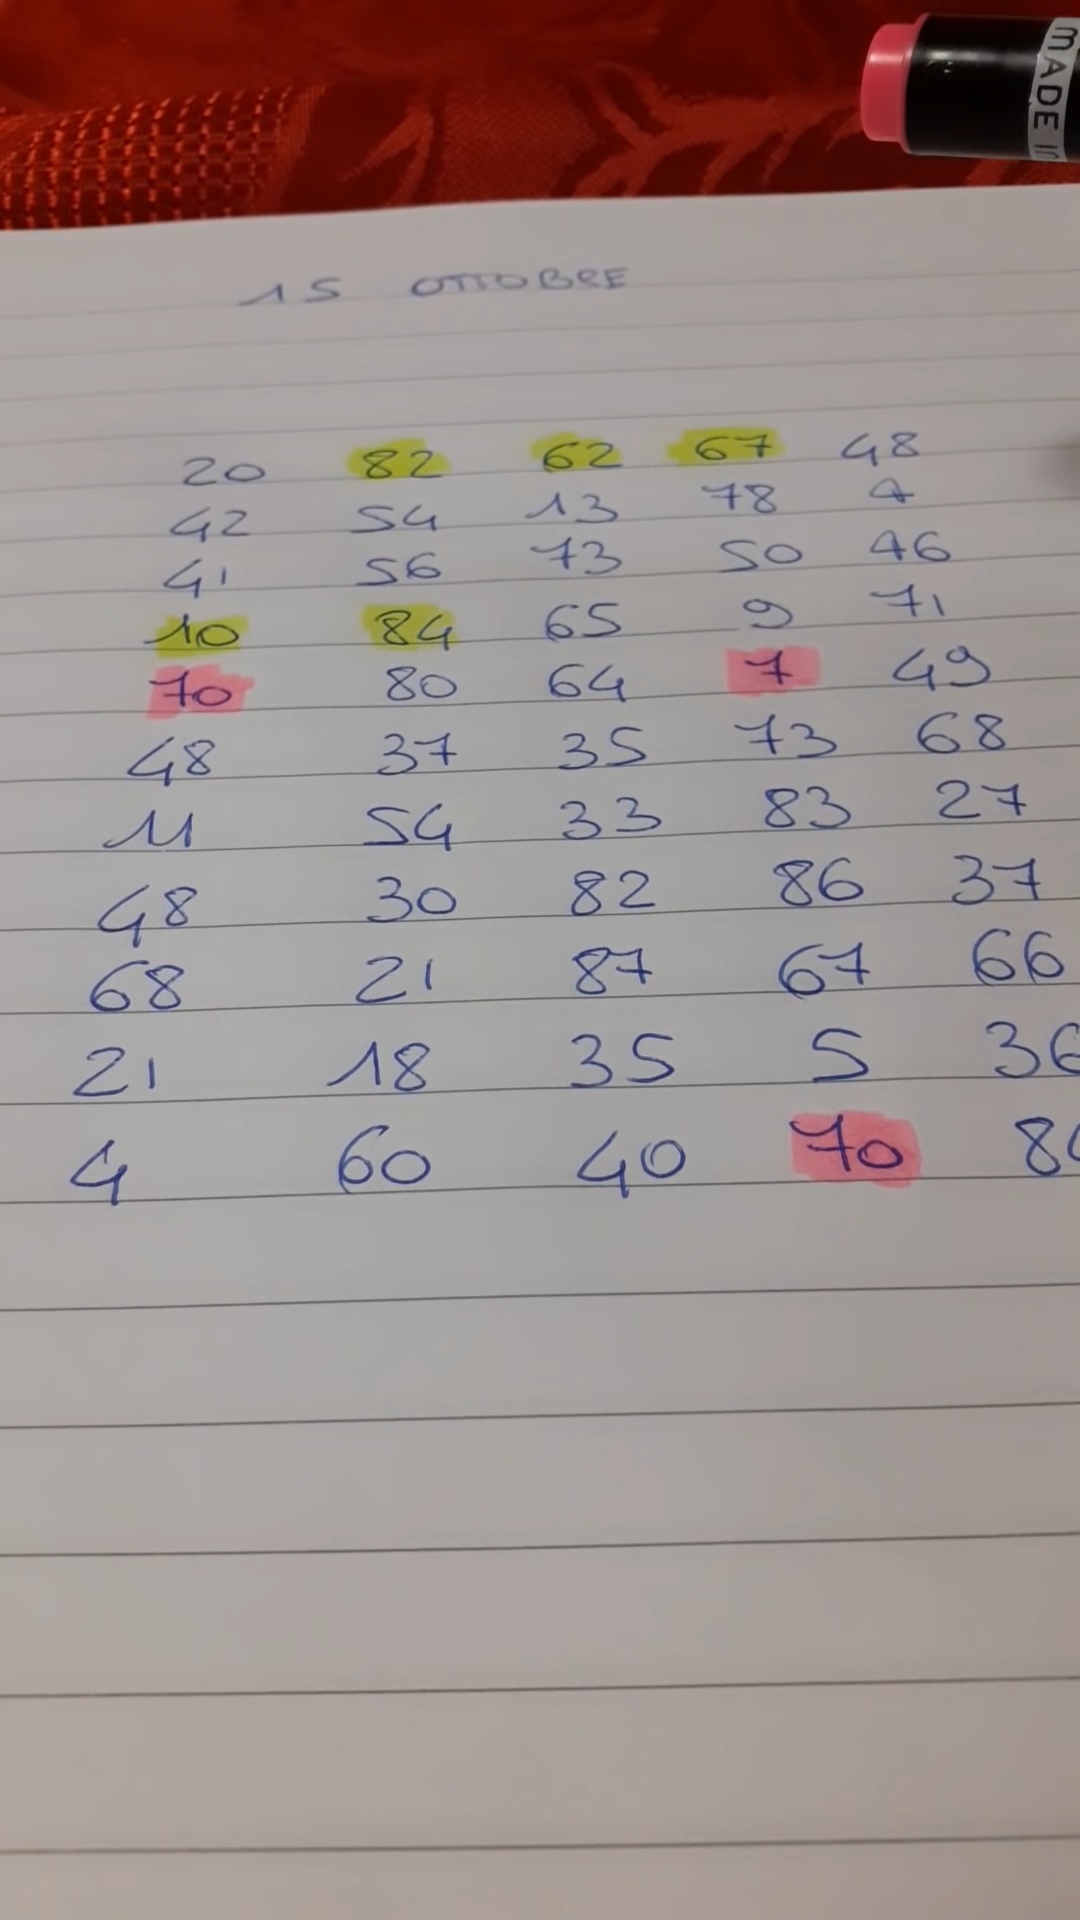 MADE IN
15 OTTOBRE
20 82 62 67 48
42 54 13 78 4
41 56 73 50 46
10 84 65 9 71
70 80 64 7 49
48 37 35 73 68
11 54 33 83 27
48 30 82 86 37
68 21 87 67 66
21 18 35 5 36
4 60 40 70